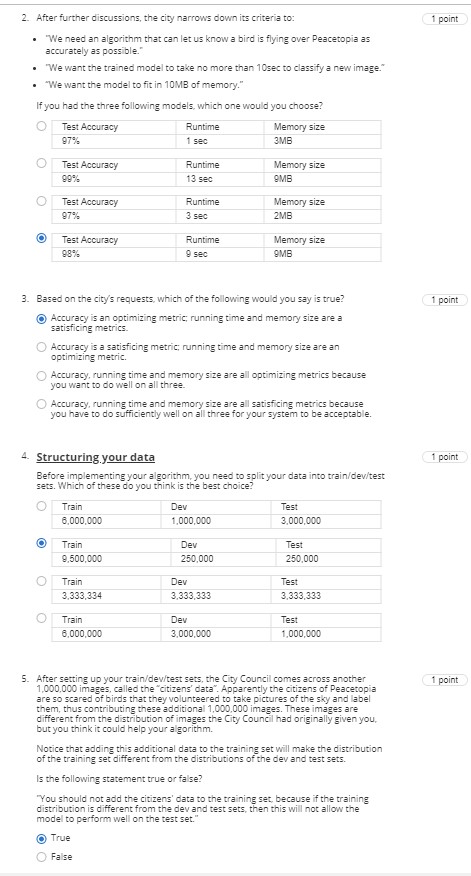 2. After further discussions, the city narrows down its criteria to:
1 point
• "We need an algorithm that can let us know a bird is flying over Peacetopia as
accurately as possible."
• "We want the trained model to take no more than 10sec to classify a new image."
• "We want the model to fit in 10MB of memory."
If you had the three following models, which one would you choose?
Test Accuracy Runtime Memory size
97% 1 sec 3MB
Test Accuracy Runtime Memory size
99% 13 sec 9MB
Test Accuracy Runtime Memory size
97% 3 sec 2MB
Test Accuracy Runtime Memory size
98% 9 sec 9MB
3. Based on the city's requests, which of the following would you say is true?
1 point
Accuracy is an optimizing metric; running time and memory size are a
satisficing metrics.
Accuracy is a satisficing metric; running time and memory size are an
optimizing metric.
Accuracy, running time and memory size are all optimizing metrics because
you want to do well on all three.
Accuracy, running time and memory size are all satisficing metrics because
you have to do sufficiently well on all three for your system to be acceptable.
4. Structuring your data
1 point
Before implementing your algorithm, you need to split your data into train/dev/test
sets. Which of these do you think is the best choice?
Train Dev Test
6,000,000 1,000,000 3,000,000
Train Dev Test
9,500,000 250,000 250,000
Train Dev Test
3,333,334 3,333,333 3,333,333
Train Dev Test
6,000,000 3,000,000 1,000,000
5. After setting up your train/dev/test sets, the City Council comes across another
1 point
1,000,000 images, called the "citizens' data". Apparently the citizens of Peacetopia
are so scared of birds that they volunteered to take pictures of the sky and label
them, thus contributing these additional 1,000,000 images. These images are
different from the distribution of images the City Council had originally given you,
but you think it could help your algorithm.
Notice that adding this additional data to the training set will make the distribution
of the training set different from the distributions of the dev and test sets.
Is the following statement true or false?
"You should not add the citizens' data to the training set, because if the training
distribution is different from the dev and test sets, then this will not allow the
model to perform well on the test set."
True
False